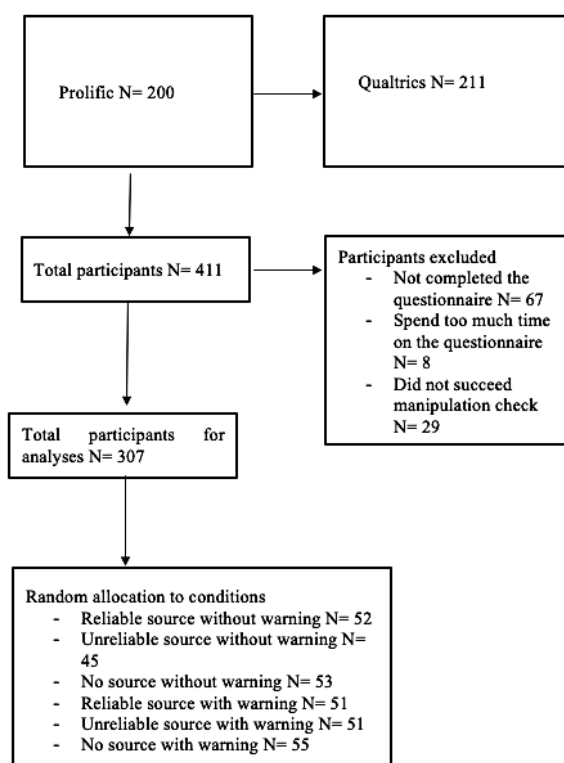 Prolific N= 200
Qualtrics N= 211
Total participants N= 411
Participants excluded
- Not completed the
questionnaire N= 67
- Spend too much time
on the questionnaire
N= 8
- Did not succeed
manipulation check
N= 29
Total participants for
analyses N= 307
Random allocation to conditions
- Reliable source without warning N= 52
- Unreliable source without warning N=
45
- No source without warning N= 53
- Reliable source with warning N= 51
- Unreliable source with warning N= 51
- No source with warning N= 55